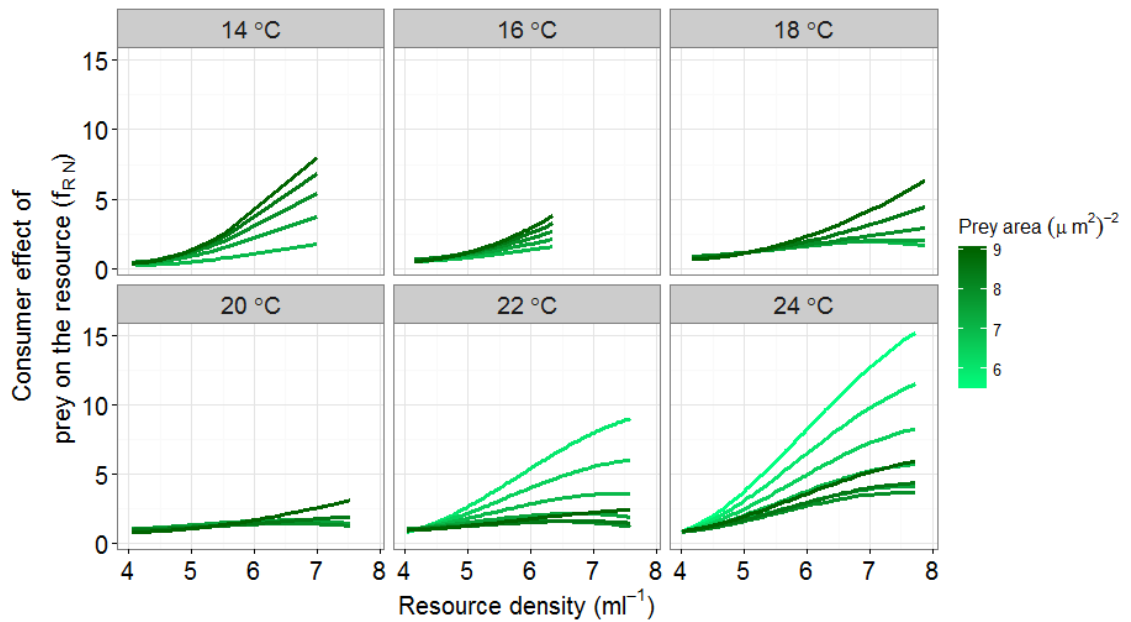 14 °C 16 °C 18 °C
15
10
5
0
20 °C 22 °C 24 °C
15
10
5
0
4 5 6 7 8 4 5 6 7 8 4 5 6 7 8
Consumer effect of
prey on the resource (f_R N)
Resource density (ml⁻¹)
Prey area (μ m²)−2
9
8
7
6